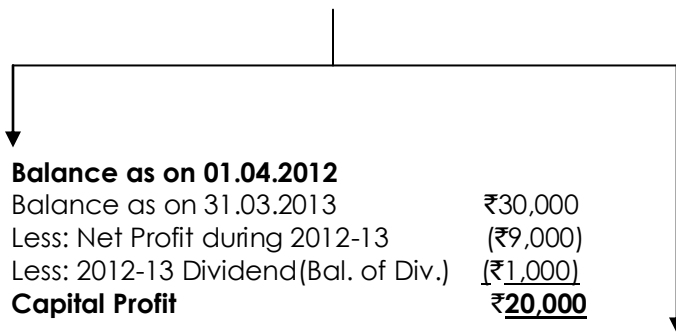 Balance as on 01.04.2012
Balance as on 31.03.2013 ₹30,000
Less: Net Profit during 2012-13 (₹9,000)
Less: 2012-13 Dividend(Bal. of Div.) (₹1,000)
Capital Profit ₹20,000